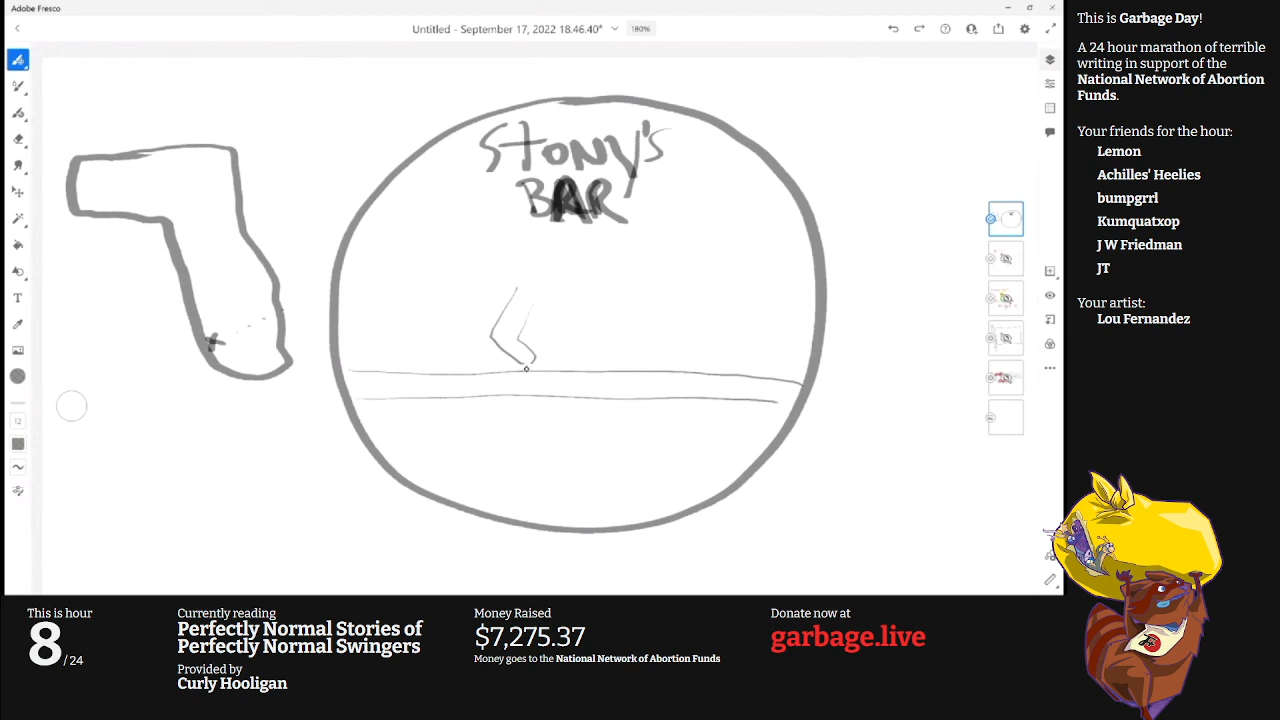 Adobe Fresco
Untitled - September 17, 2022 18.46.40*
180%
STONY'S
BAR
12
This is Garbage Day!
A 24 hour marathon of terrible
writing in support of the
National Network of Abortion
Funds.
Your friends for the hour:
Lemon
Achilles' Heelies
bumpgrrl
Kumquatxop
J W Friedman
JT
Your artist:
Lou Fernandez
This is hour
8 / 24
Currently reading
Perfectly Normal Stories of
Perfectly Normal Swingers
Provided by
Curly Hooligan
Money Raised
$7,275.37
Money goes to the National Network of Abortion Funds
Donate now at
garbage.live